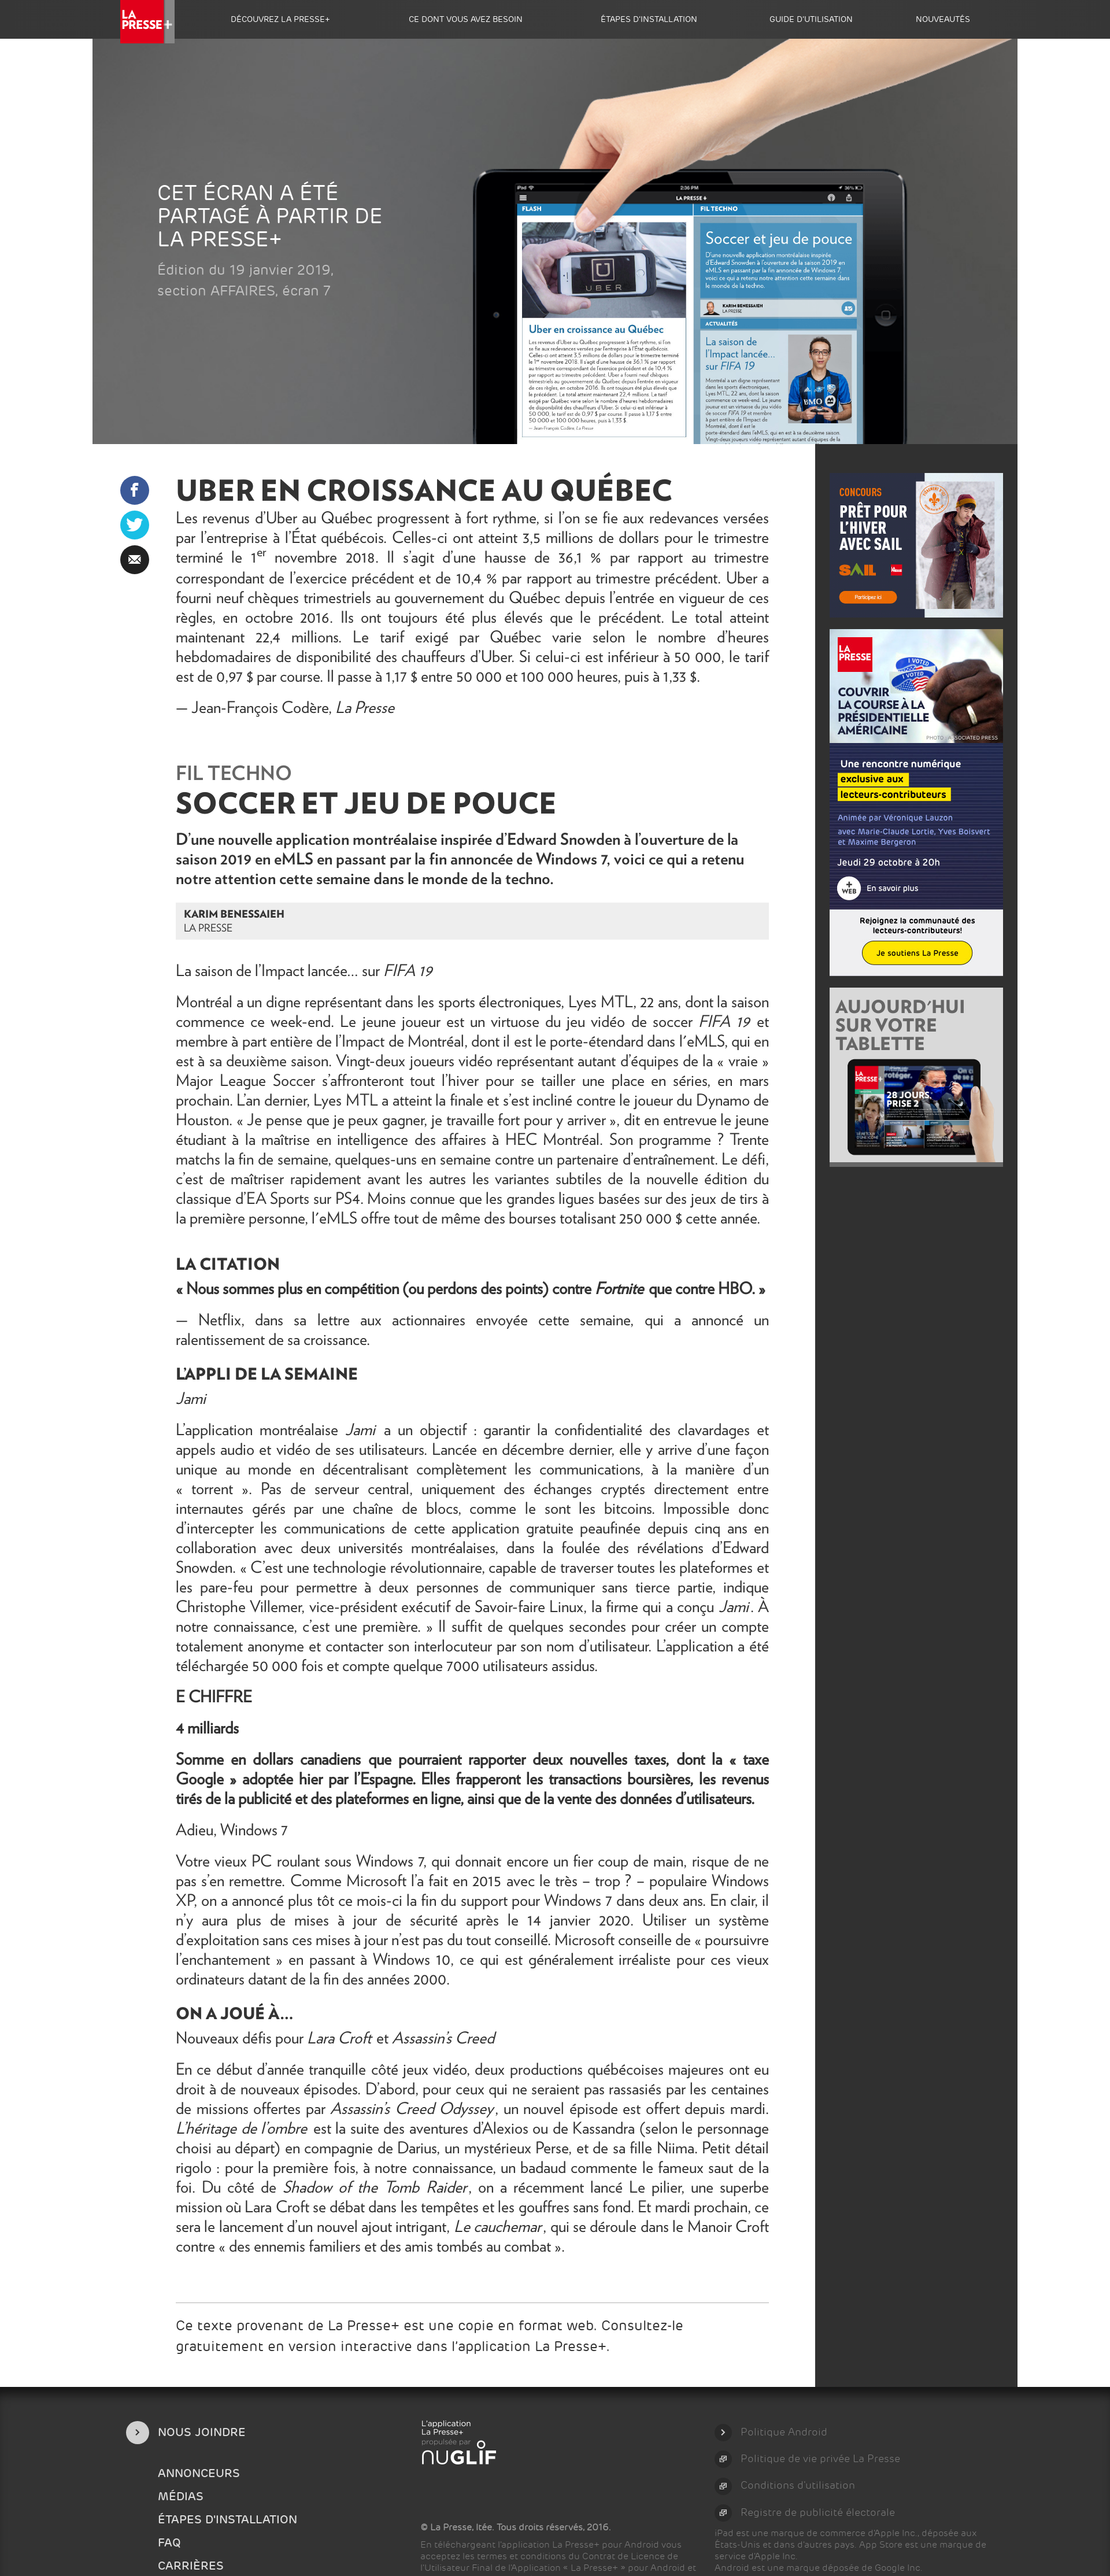 LA PRESSE+
DÉCOUVREZ LA PRESSE+
CE DONT VOUS AVEZ BESOIN
ÉTAPES D'INSTALLATION
GUIDE D'UTILISATION
NOUVEAUTÉS
CET ÉCRAN A ÉTÉ
PARTAGÉ À PARTIR DE
LA PRESSE+
Édition du 19 janvier 2019,
section AFFAIRES, écran 7
iPad
2:26 PM
LA PRESSE +
FLASH
FIL TECHNO
UBER
Uber en croissance au Québec
Soccer et jeu de pouce
D'une nouvelle application montréalaise inspirée
d'Edward Snowden à l'ouverture de la saison 2019 en
eMLS en passant par la fin annoncée de Windows 7,
voici ce qui a retenu notre attention cette semaine dans
le monde de la techno.
KARIM BENESSAIEH
LA PRESSE
ACTUALITÉS
La saison de
l'Impact lancée…
sur FIFA 19
UBER EN CROISSANCE AU QUÉBEC
Les revenus d'Uber au Québec progressent à fort rythme, si l'on se fie aux redevances versées
par l'entreprise à l'État québécois. Celles-ci ont atteint 3,5 millions de dollars pour le trimestre
terminé le 1er novembre 2018. Il s'agit d'une hausse de 36,1 % par rapport au trimestre
correspondant de l'exercice précédent et de 10,4 % par rapport au trimestre précédent. Uber a
fourni neuf chèques trimestriels au gouvernement du Québec depuis l'entrée en vigueur de ces
règles, en octobre 2016. Ils ont toujours été plus élevés que le précédent. Le total atteint
maintenant 22,4 millions. Le tarif exigé par Québec varie selon le nombre d'heures
hebdomadaires de disponibilité des chauffeurs d'Uber. Si celui-ci est inférieur à 50 000, le tarif
est de 0,97 $ par course. Il passe à 1,17 $ entre 50 000 et 100 000 heures, puis à 1,33 $.
— Jean-François Codère, La Presse
FIL TECHNO
SOCCER ET JEU DE POUCE
D'une nouvelle application montréalaise inspirée d'Edward Snowden à l'ouverture de la
saison 2019 en eMLS en passant par la fin annoncée de Windows 7, voici ce qui a retenu
notre attention cette semaine dans le monde de la techno.
KARIM BENESSAIEH
LA PRESSE
La saison de l'Impact lancée… sur FIFA 19
Montréal a un digne représentant dans les sports électroniques, Lyes MTL, 22 ans, dont la saison
commence ce week-end. Le jeune joueur est un virtuose du jeu vidéo de soccer FIFA 19 et
membre à part entière de l'Impact de Montréal, dont il est le porte-étendard dans l'eMLS, qui en
est à sa deuxième saison. Vingt-deux joueurs vidéo représentant autant d'équipes de la « vraie »
Major League Soccer s'affronteront tout l'hiver pour se tailler une place en séries, en mars
prochain. L'an dernier, Lyes MTL a atteint la finale et s'est incliné contre le joueur du Dynamo de
Houston. « Je pense que je peux gagner, je travaille fort pour y arriver », dit en entrevue le jeune
étudiant à la maîtrise en intelligence des affaires à HEC Montréal. Son programme ? Trente
matchs la fin de semaine, quelques-uns en semaine contre un partenaire d'entraînement. Le défi,
c'est de maîtriser rapidement avant les autres les variantes subtiles de la nouvelle édition du
classique d'EA Sports sur PS4. Moins connue que les grandes ligues basées sur des jeux de tirs à
la première personne, l'eMLS offre tout de même des bourses totalisant 250 000 $ cette année.
LA CITATION
« Nous sommes plus en compétition (ou perdons des points) contre Fortnite que contre HBO. »
— Netflix, dans sa lettre aux actionnaires envoyée cette semaine, qui a annoncé un
ralentissement de sa croissance.
L'APPLI DE LA SEMAINE
Jami
L'application montréalaise Jami a un objectif : garantir la confidentialité des clavardages et
appels audio et vidéo de ses utilisateurs. Lancée en décembre dernier, elle y arrive d'une façon
unique au monde en décentralisant complètement les communications, à la manière d'un
« torrent ». Pas de serveur central, uniquement des échanges cryptés directement entre
internautes gérés par une chaîne de blocs, comme le sont les bitcoins. Impossible donc
d'intercepter les communications de cette application gratuite peaufinée depuis cinq ans en
collaboration avec deux universités montréalaises, dans la foulée des révélations d'Edward
Snowden. « C'est une technologie révolutionnaire, capable de traverser toutes les plateformes et
les pare-feu pour permettre à deux personnes de communiquer sans tierce partie, indique
Christophe Villemer, vice-président exécutif de Savoir-faire Linux, la firme qui a conçu Jami. À
notre connaissance, c'est une première. » Il suffit de quelques secondes pour créer un compte
totalement anonyme et contacter son interlocuteur par son nom d'utilisateur. L'application a été
téléchargée 50 000 fois et compte quelque 7000 utilisateurs assidus.
E CHIFFRE
4 milliards
Somme en dollars canadiens que pourraient rapporter deux nouvelles taxes, dont la « taxe
Google » adoptée hier par l'Espagne. Elles frapperont les transactions boursières, les revenus
tirés de la publicité et des plateformes en ligne, ainsi que de la vente des données d'utilisateurs.
Adieu, Windows 7
Votre vieux PC roulant sous Windows 7, qui donnait encore un fier coup de main, risque de ne
pas s'en remettre. Comme Microsoft l'a fait en 2015 avec le très – trop ? – populaire Windows
XP, on a annoncé plus tôt ce mois-ci la fin du support pour Windows 7 dans deux ans. En clair, il
n'y aura plus de mises à jour de sécurité après le 14 janvier 2020. Utiliser un système
d'exploitation sans ces mises à jour n'est pas du tout conseillé. Microsoft conseille de « poursuivre
l'enchantement » en passant à Windows 10, ce qui est généralement irréaliste pour ces vieux
ordinateurs datant de la fin des années 2000.
ON A JOUÉ À…
Nouveaux défis pour Lara Croft et Assassin's Creed
En ce début d'année tranquille côté jeux vidéo, deux productions québécoises majeures ont eu
droit à de nouveaux épisodes. D'abord, pour ceux qui ne seraient pas rassasiés par les centaines
de missions offertes par Assassin's Creed Odyssey, un nouvel épisode est offert depuis mardi.
L'héritage de l'ombre est la suite des aventures d'Alexios ou de Kassandra (selon le personnage
choisi au départ) en compagnie de Darius, un mystérieux Perse, et de sa fille Niima. Petit détail
rigolo : pour la première fois, à notre connaissance, un badaud commente le fameux saut de la
foi. Du côté de Shadow of the Tomb Raider, on a récemment lancé Le pilier, une superbe
mission où Lara Croft se débat dans les tempêtes et les gouffres sans fond. Et mardi prochain, ce
sera le lancement d'un nouvel ajout intrigant, Le cauchemar, qui se déroule dans le Manoir Croft
contre « des ennemis familiers et des amis tombés au combat ».
Ce texte provenant de La Presse+ est une copie en format web. Consultez-le
gratuitement en version interactive dans l'application La Presse+.
CONCOURS
PRÊT POUR
L'HIVER
AVEC SAIL
SAIL
Participez ici
LA PRESSE
I VOTED
I VOTED
COUVRIR
LA COURSE À LA
PRÉSIDENTIELLE
AMÉRICAINE
Une rencontre numérique
exclusive aux
lecteurs-contributeurs
Animée par Véronique Lauzon
avec Marie-Claude Lortie, Yves Boisvert
et Maxime Bergeron
Jeudi 29 octobre à 20h
+ WEB
En savoir plus
Rejoignez la communauté des
lecteurs-contributeurs!
Je soutiens La Presse
AUJOURD'HUI
SUR VOTRE
TABLETTE
LA PRESSE+
28 JOURS,
PRISE 2
NOUS JOINDRE
ANNONCEURS
MÉDIAS
ÉTAPES D'INSTALLATION
FAQ
CARRIÈRES
L'application
La Presse+
propulsée par
nuGLIF
© La Presse, ltée. Tous droits réservés, 2016.
En téléchargeant l'application La Presse+ pour Android vous
acceptez les termes et conditions du Contrat de Licence de
l'Utilisateur Final de l'Application « La Presse+ » pour Android et
Politique Android
Politique de vie privée La Presse
Conditions d'utilisation
Registre de publicité électorale
iPad est une marque de commerce d'Apple Inc., déposée aux
États-Unis et dans d'autres pays. App Store est une marque de
service d'Apple Inc.
Android est une marque déposée de Google Inc.